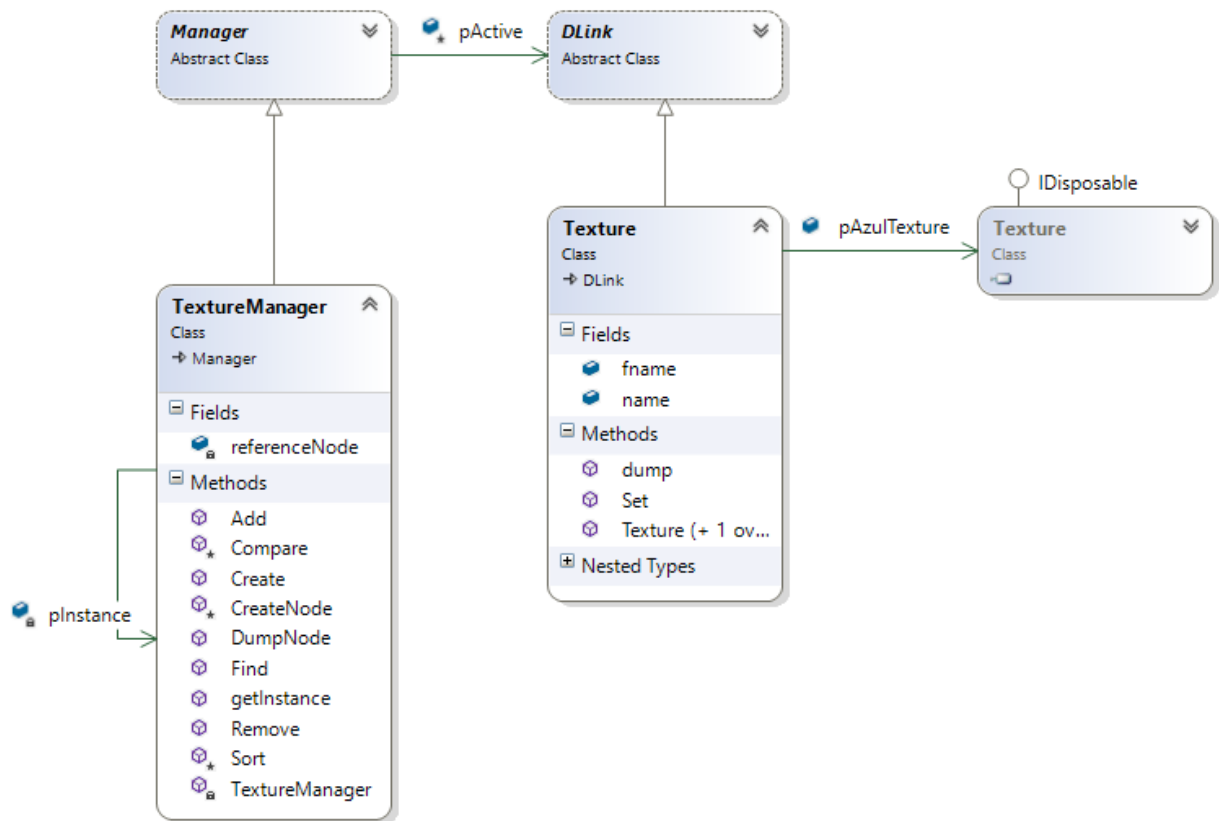 Manager
Abstract Class
pActive
DLink
Abstract Class
IDisposable
Texture
Class
DLink
pAzulTexture
Texture
Class
TextureManager
Class
Manager
Fields
referenceNode
Methods
Add
Compare
Create
CreateNode
DumpNode
Find
getInstance
Remove
Sort
TextureManager
pInstance
Fields
fname
name
Methods
dump
Set
Texture (+ 1 ov...
Nested Types